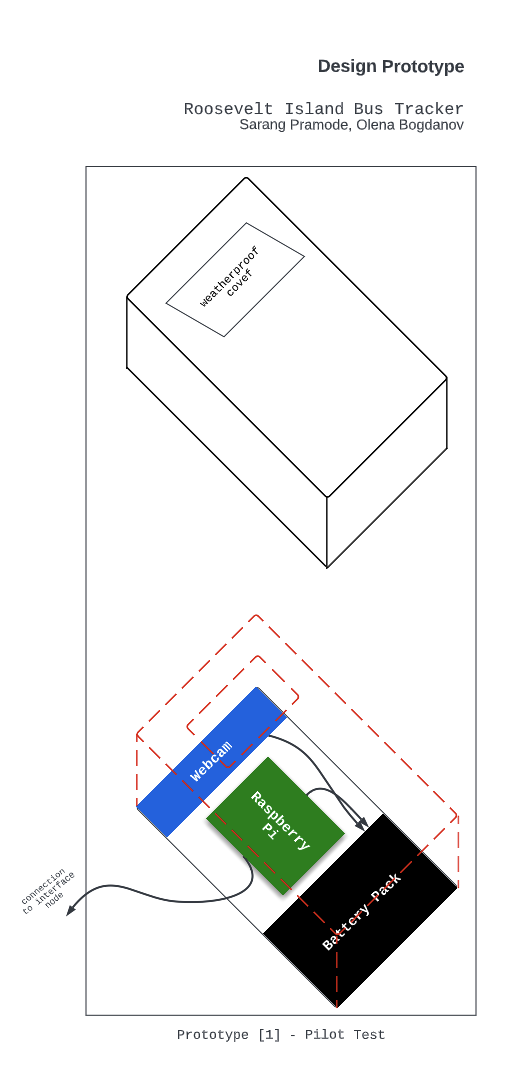 Design Prototype
Roosevelt Island Bus Tracker
Sarang Pramode, Olena Bogdanov
weatherproof
cover
Webcam
Raspberry
Pi
Battery Pack
connection
to interface
node
Prototype [1] - Pilot Test